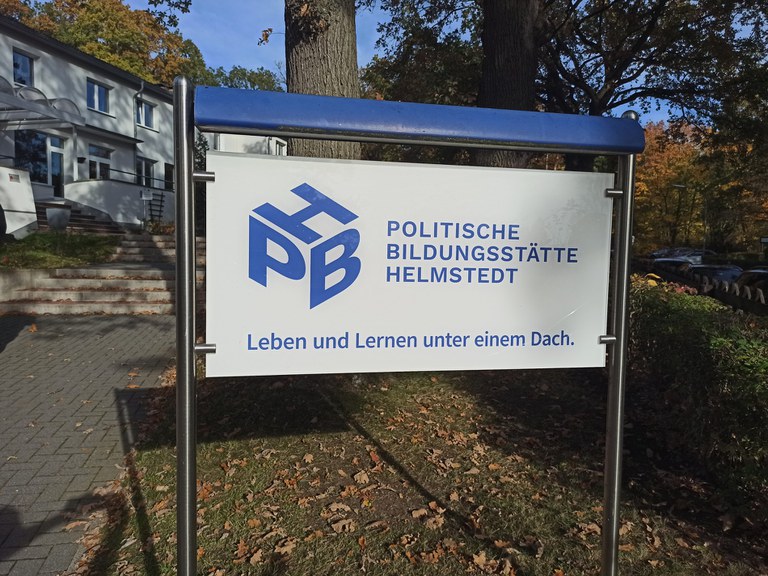 PHB
POLITISCHE
BILDUNGSSTÄTTE
HELMSTEDT
Leben und Lernen unter einem Dach.